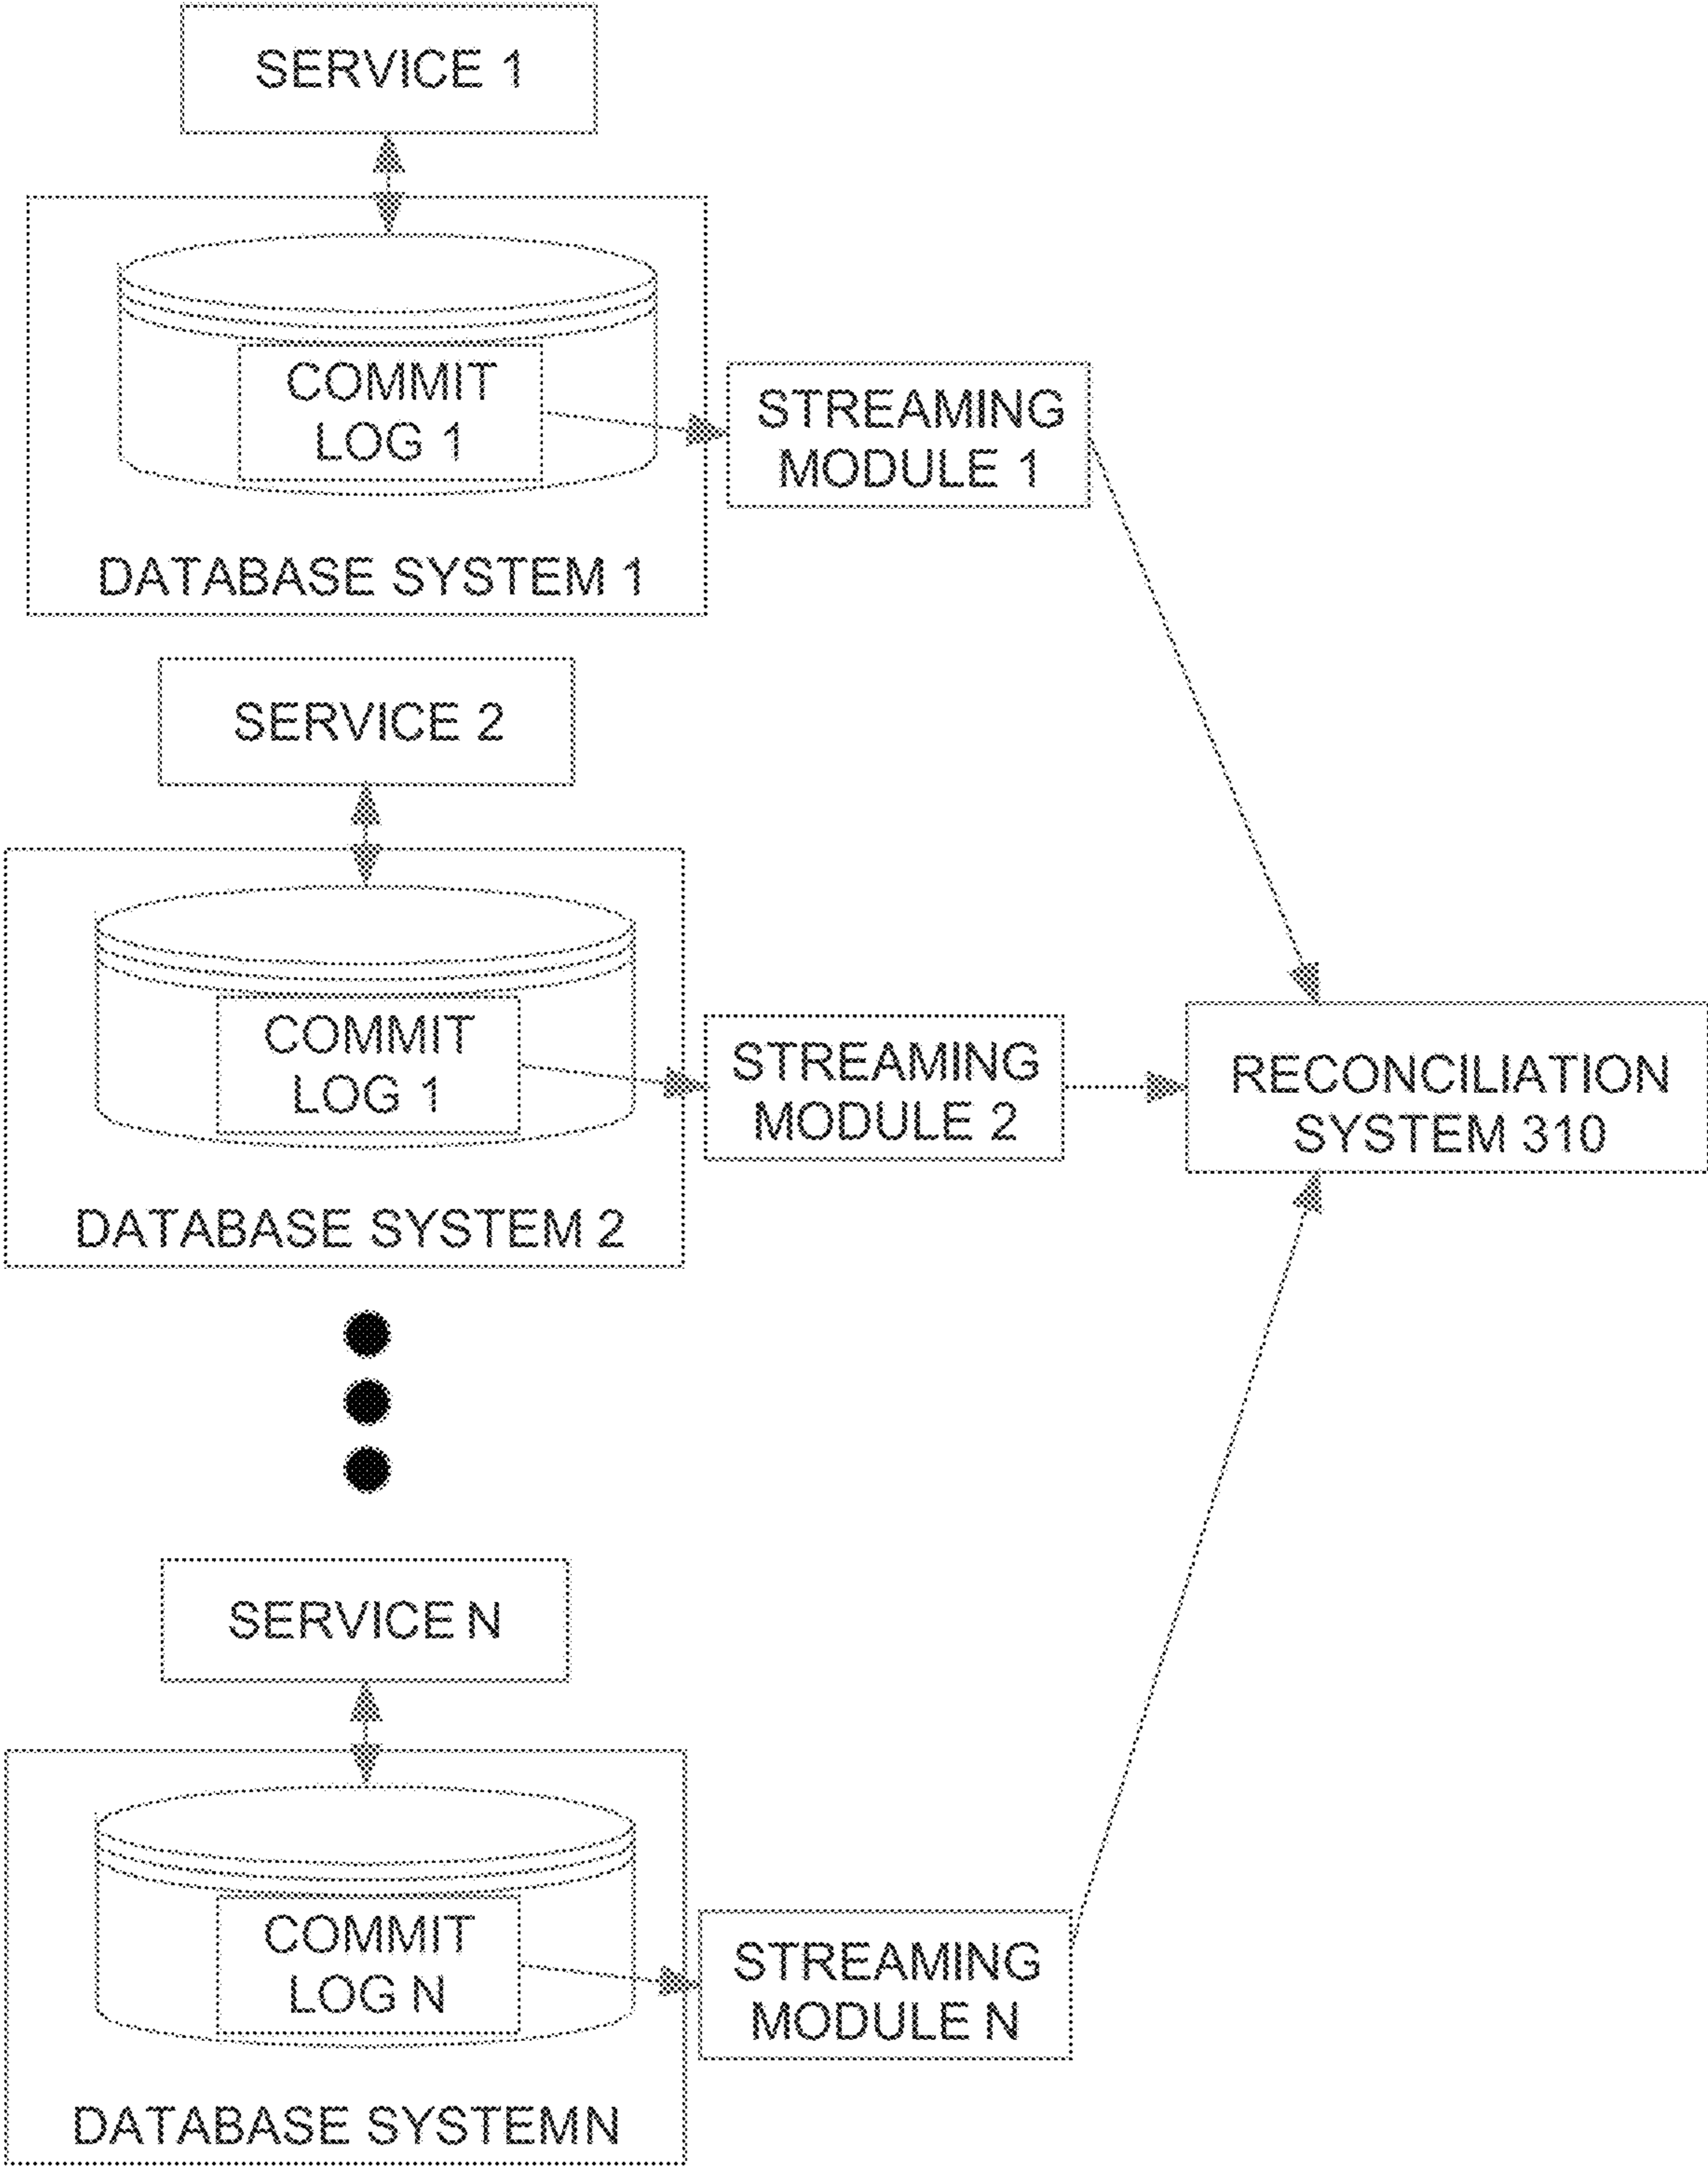 SERVICE 1
COMMIT
LOG 1
STREAMING
MODULE 1
DATABASE SYSTEM 1
SERVICE 2
COMMIT
LOG 1
STREAMING
MODULE 2
RECONCILIATION
SYSTEM 310
DATABASE SYSTEM 2
SERVICE N
COMMIT
LOG N
STREAMING
MODULE N
DATABASE SYSTEMN